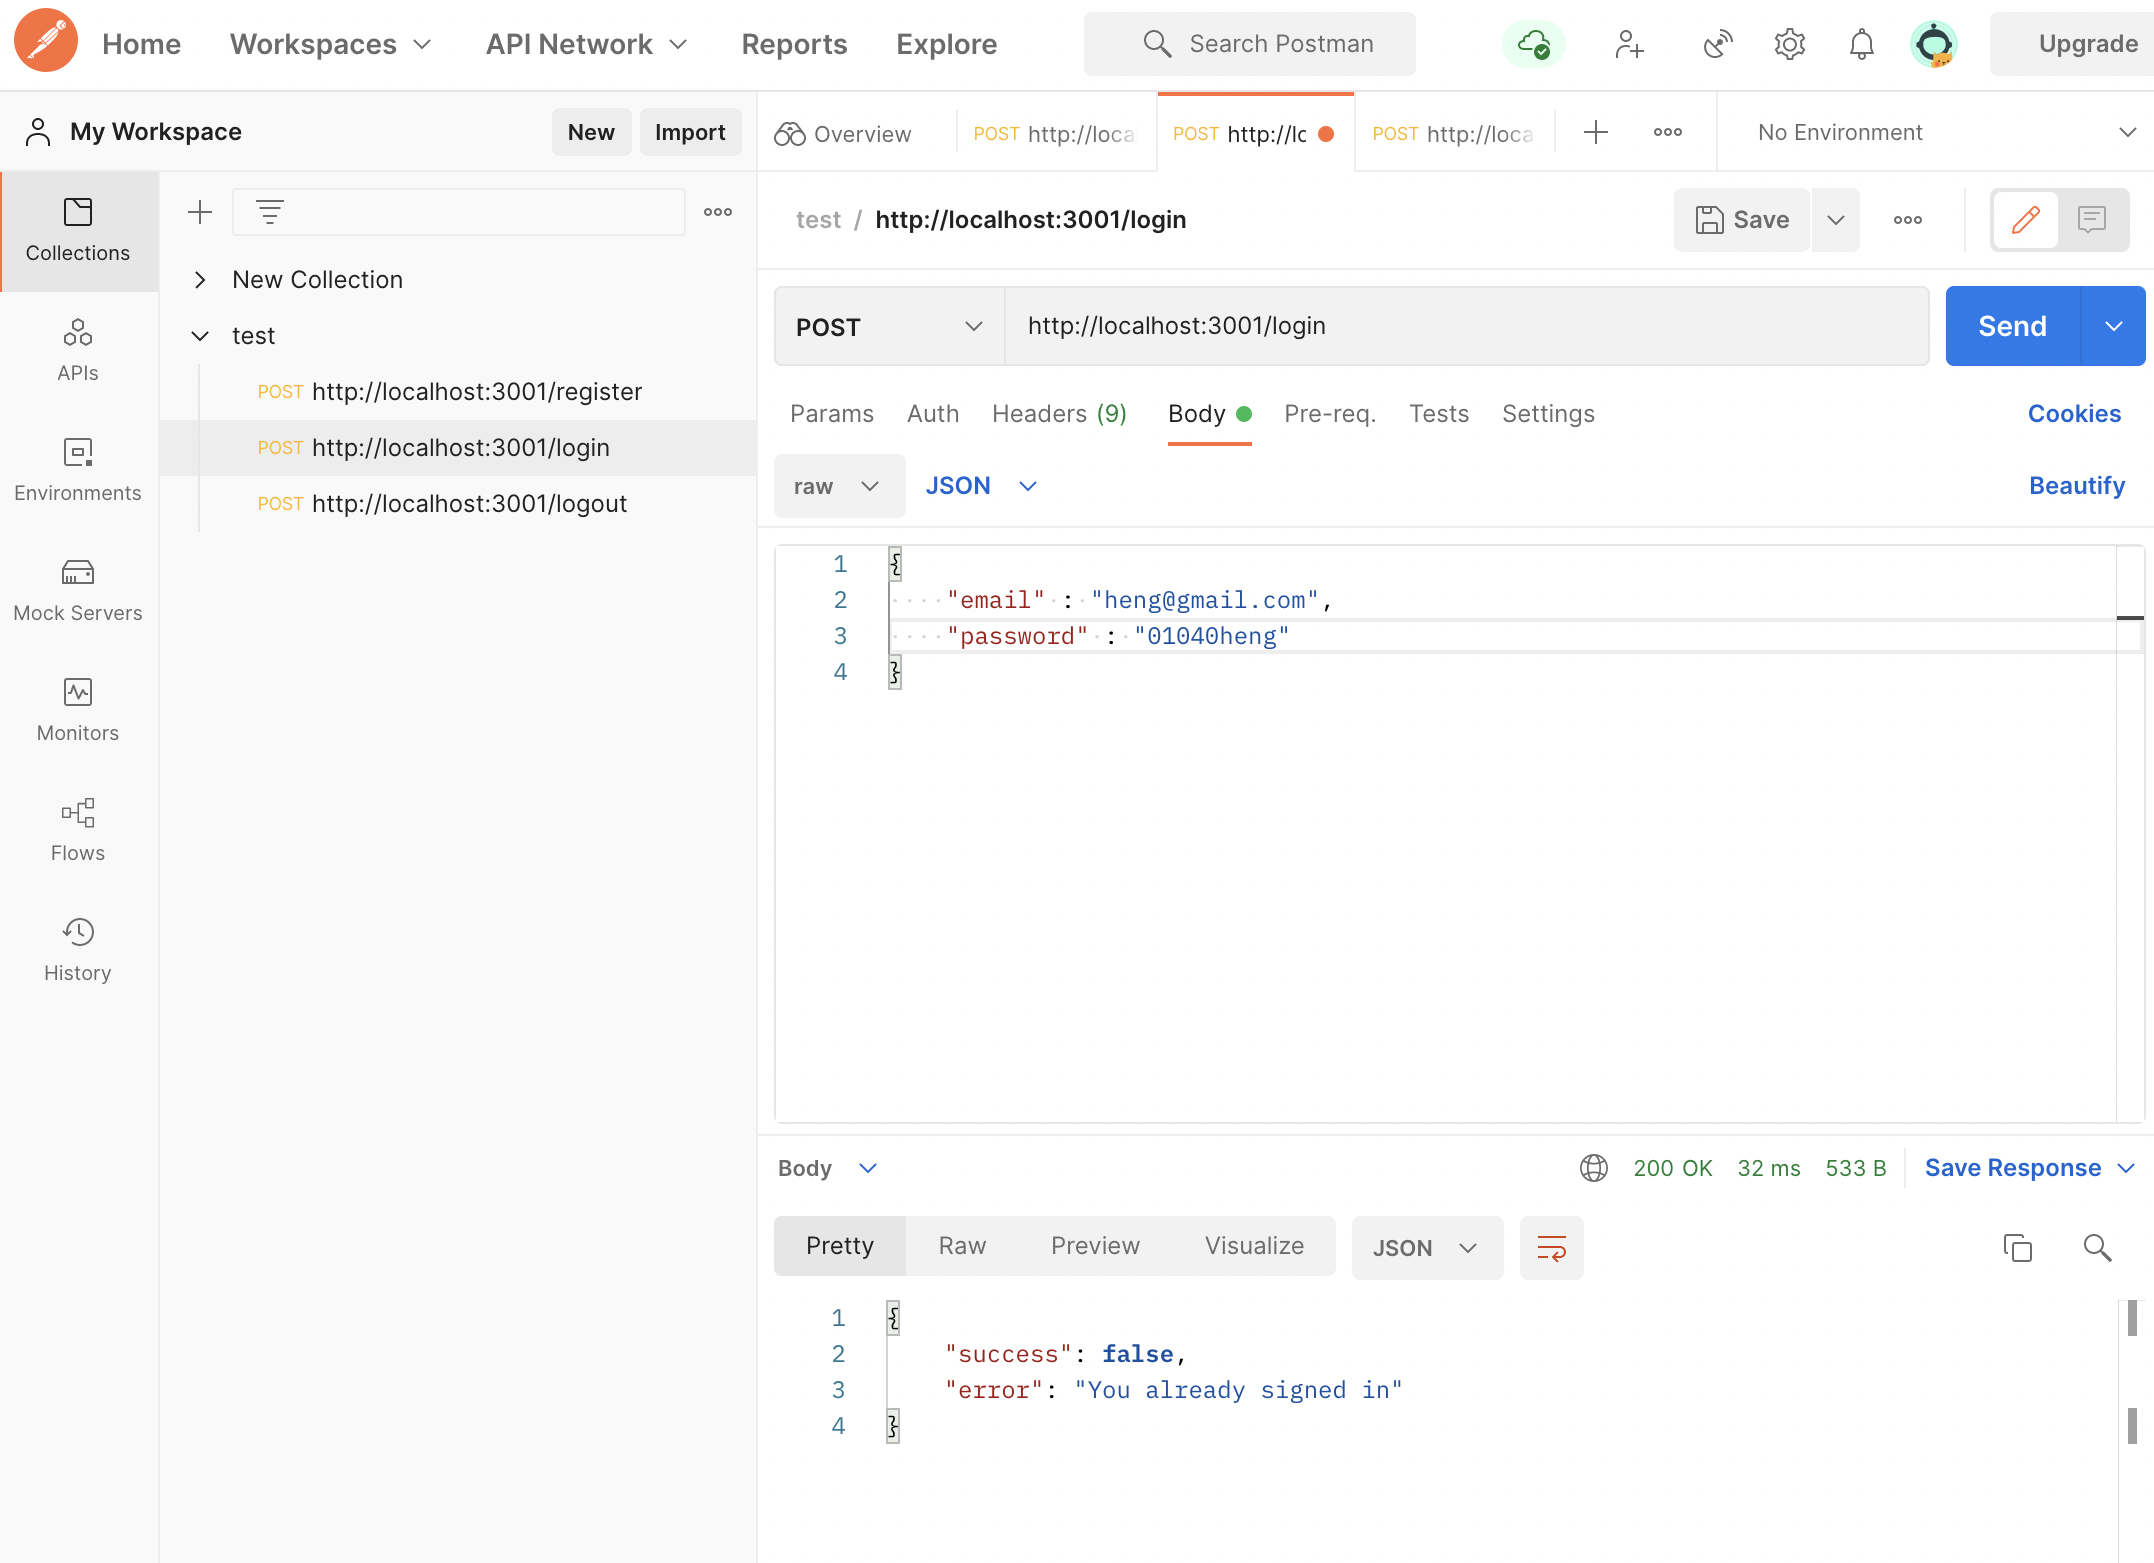 Home Workspaces API Network Reports Explore Search Postman Upgrade
My Workspace New Import
Overview POST http://loca POST http://lo POST http://loca No Environment
Collections
APIs
Environments
Mock Servers
Monitors
Flows
History
New Collection
test
POST http://localhost:3001/register
POST http://localhost:3001/login
POST http://localhost:3001/logout
test / http://localhost:3001/login Save
POST http://localhost:3001/login Send
Params Auth Headers (9) Body Pre-req. Tests Settings Cookies
raw JSON Beautify
1 {
2 "email" : "heng@gmail.com",
3 "password" : "01040heng"
4 }
Body 200 OK 32 ms 533 B Save Response
Pretty Raw Preview Visualize JSON
1 {
2 "success": false,
3 "error": "You already signed in"
4 }